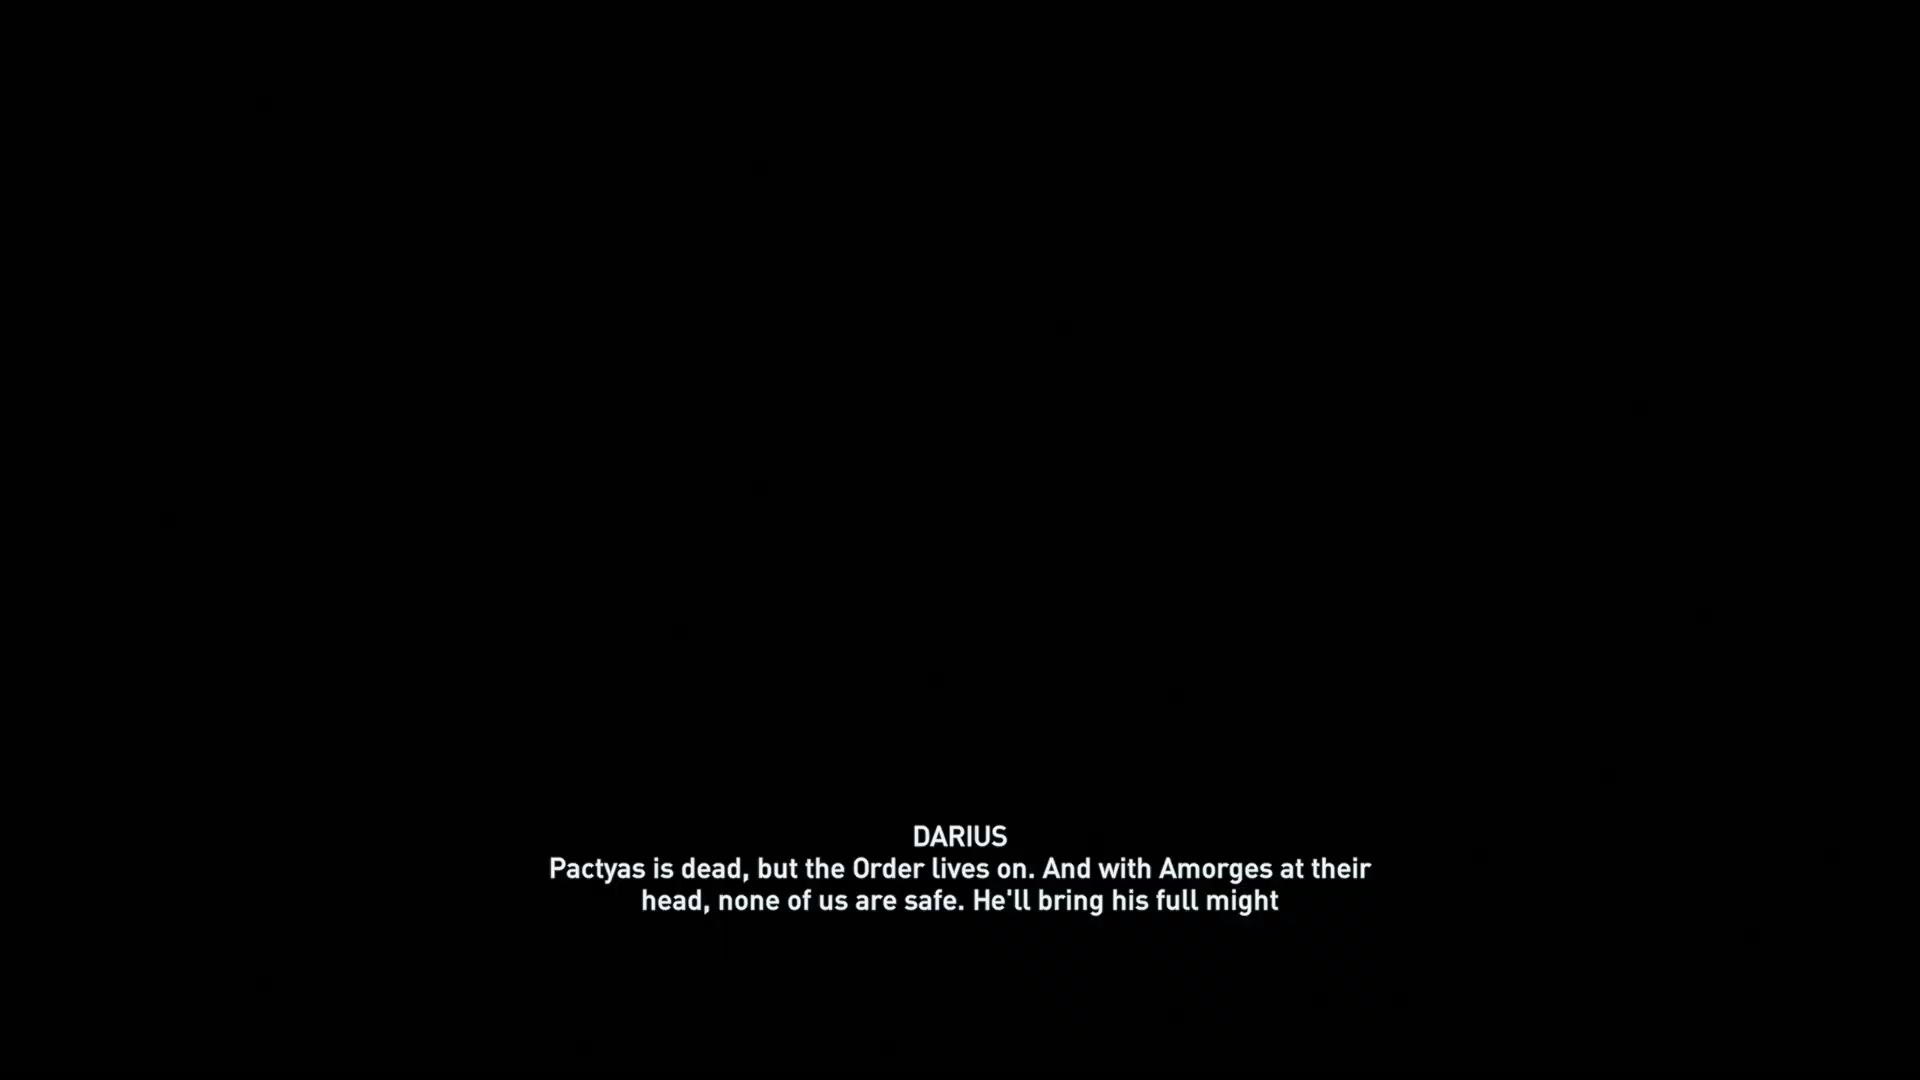 DARIUS
Pactyas is dead, but the Order lives on. And with Amorges at their
head, none of us are safe. He'll bring his full might